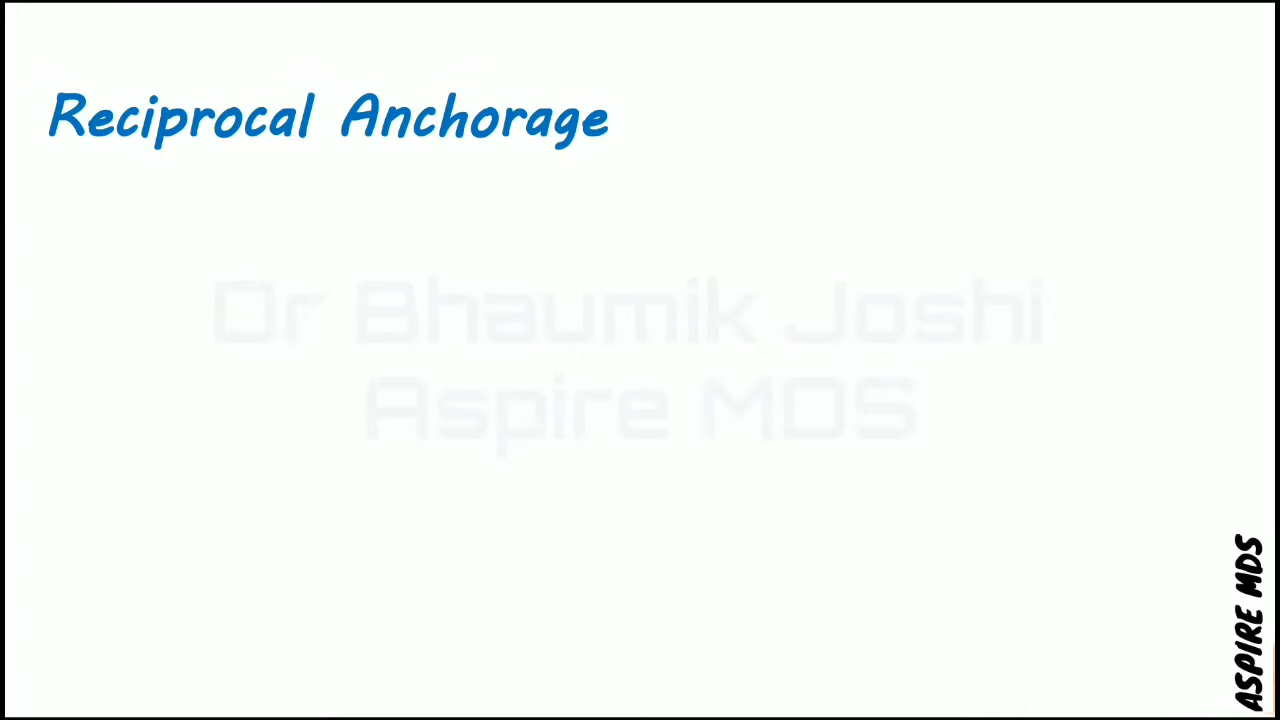 Reciprocal Anchorage
Dr Bhaumik Joshi
Aspire MDS
ASPIRE MDS